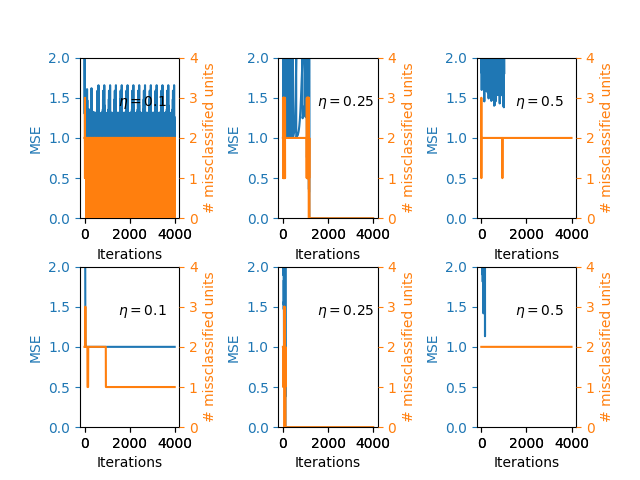 2.0 4 2.0 4 2.0 4
1.5 η = 0.1 3 1.5 η = 0.25 3 1.5 η = 0.5 3
MSE 1.0 2 # missclassified units MSE 1.0 2 # missclassified units MSE 1.0 2 # missclassified units
0.5 1 0.5 1 0.5 1
0.0 0 0.0 0 0.0 0
0 2000 4000 0 2000 4000 0 2000 4000
Iterations Iterations Iterations
2.0 4 2.0 4 2.0 4
1.5 η = 0.1 3 1.5 η = 0.25 3 1.5 η = 0.5 3
MSE 1.0 2 # missclassified units MSE 1.0 2 # missclassified units MSE 1.0 2 # missclassified units
0.5 1 0.5 1 0.5 1
0.0 0 0.0 0 0.0 0
0 2000 4000 0 2000 4000 0 2000 4000
Iterations Iterations Iterations